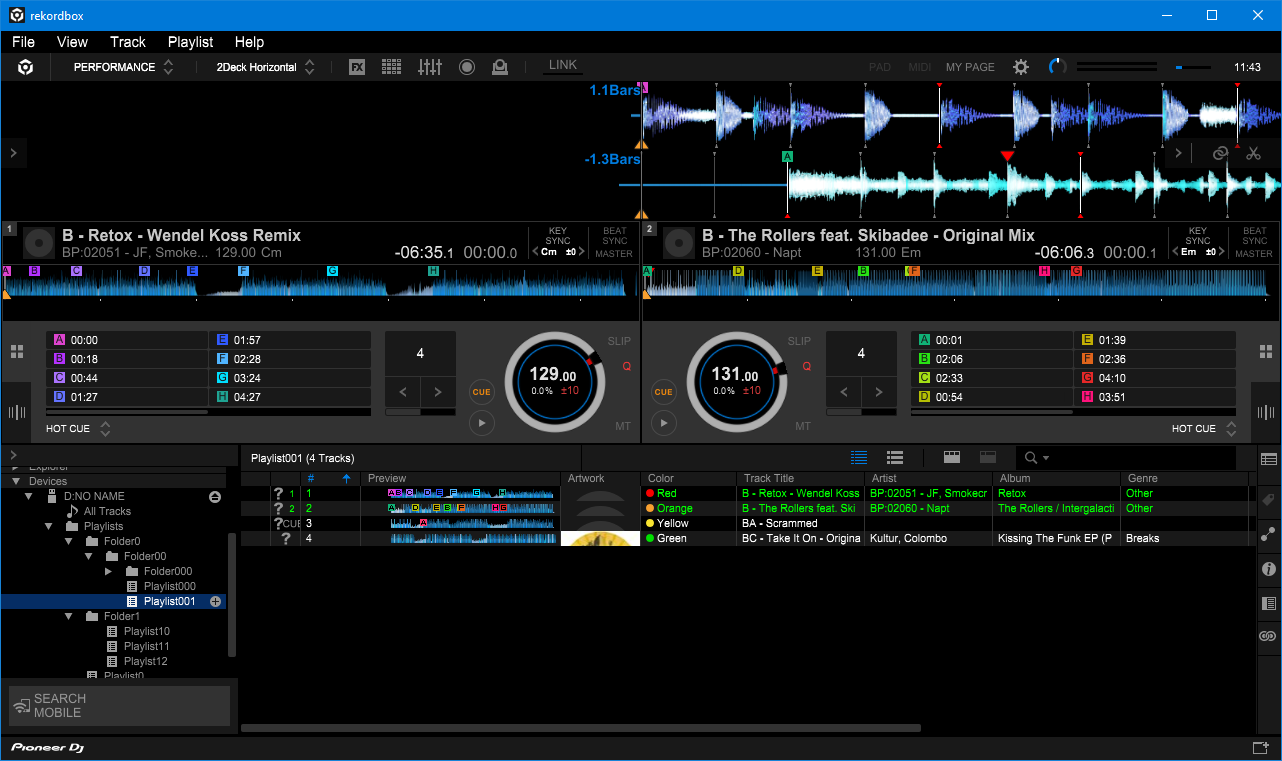 rekordbox
File View Track Playlist Help
PERFORMANCE 2Deck Horizontal FX LINK PAD MIDI MY PAGE 11:43
1.1Bars A
-1.3Bars A
1 B - Retox - Wendel Koss Remix
BP:02051 - JF, Smoke... 129.00 Cm -06:35.1 00:00.0
KEY SYNC Cm ±0
BEAT SYNC MASTER
2 B - The Rollers feat. Skibadee - Original Mix
BP:02060 - Napt 131.00 Em -06:06.3 00:00.1
KEY SYNC Em ±0
BEAT SYNC MASTER
A B C D E F G H
A D E B F H G
A 00:00 E 01:57
B 00:18 F 02:28
C 00:44 G 03:24
D 01:27 H 04:27
HOT CUE
4
CUE
129.00
0.0% ±10
SLIP
Q
MT
CUE
131.00
0.0% ±10
SLIP
Q
MT
4
A 00:01 E 01:39
B 02:06 F 02:36
C 02:33 G 04:10
D 00:54 H 03:51
HOT CUE
Explorer
Devices
D:NO NAME
All Tracks
Playlists
Folder0
Folder00
Folder000
Playlist000
Playlist001
Folder1
Playlist10
Playlist11
Playlst12
Playlist0
SEARCH
MOBILE
Playlist001 (4 Tracks)
# Preview Artwork Color Track Title Artist Album Genre
? 1 1 A B C D E F G H Red B - Retox - Wendel Koss BP:02051 - JF, Smokecr Retox Other
? 2 2 A D E B F H G Orange B - The Rollers feat. Ski BP:02060 - Napt The Rollers / Intergalacti Other
? CUE 3 A Yellow BA - Scrammed
? 4 Green BC - Take It On - Origina Kultur, Colombo Kissing The Funk EP (P Breaks
Pioneer Dj